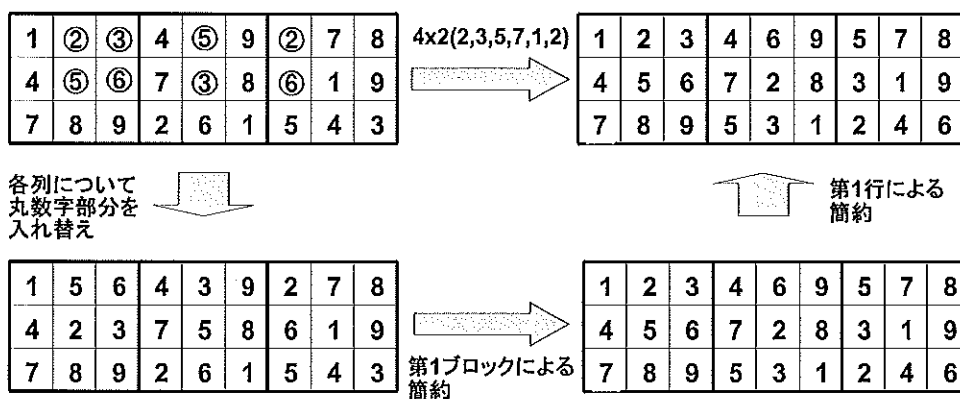 1 ② ③ 4 ⑤ 9 ② 7 8
4 ⑤ ⑥ 7 ③ 8 ⑥ 1 9
7 8 9 2 6 1 5 4 3
4x2(2,3,5,7,1,2)
1 2 3 4 6 9 5 7 8
4 5 6 7 2 8 3 1 9
7 8 9 5 3 1 2 4 6
各列について
丸数字部分を
入れ替え
第1行による
簡約
1 5 6 4 3 9 2 7 8
4 2 3 7 5 8 6 1 9
7 8 9 2 6 1 5 4 3
第1ブロックによる
簡約
1 2 3 4 6 9 5 7 8
4 5 6 7 2 8 3 1 9
7 8 9 5 3 1 2 4 6